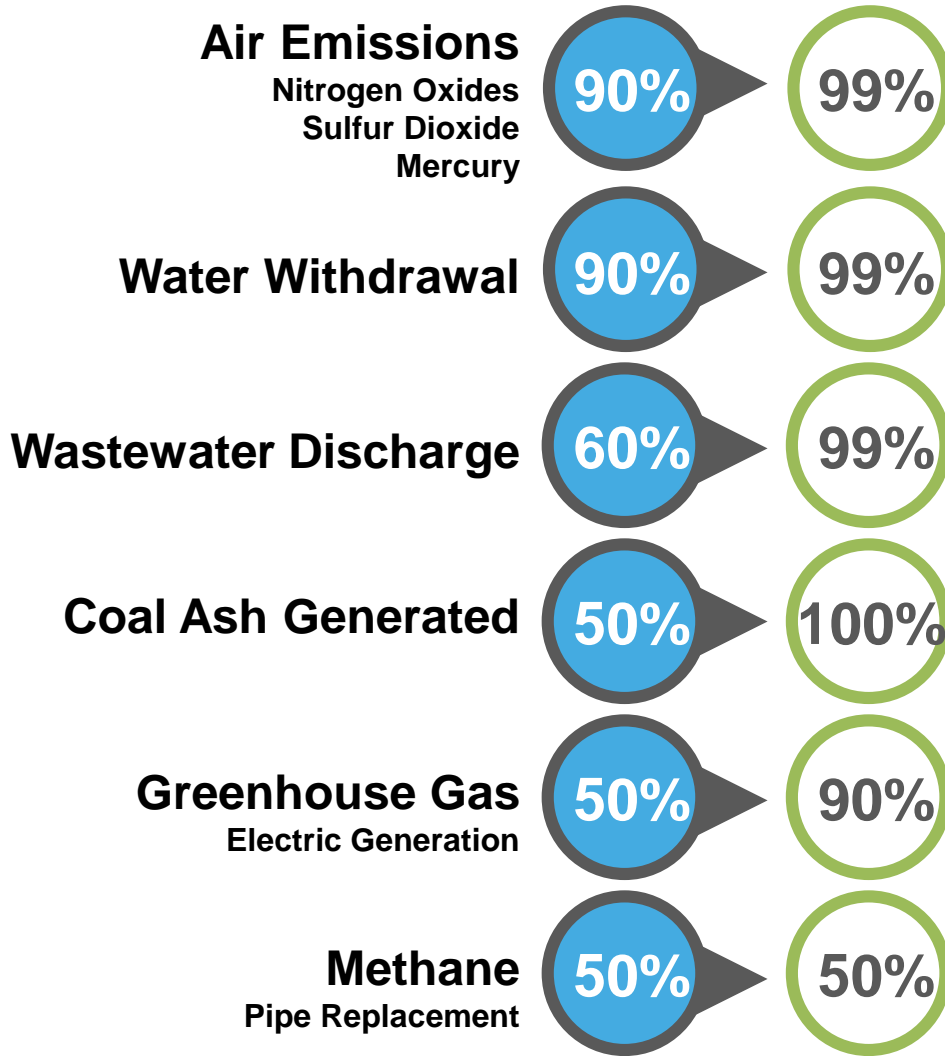 Air Emissions
Nitrogen Oxides
Sulfur Dioxide
Mercury
90%
99%
Water Withdrawal
90%
99%
Wastewater Discharge
60%
99%
Coal Ash Generated
50%
100%
Greenhouse Gas
Electric Generation
50%
90%
Methane
Pipe Replacement
50%
50%